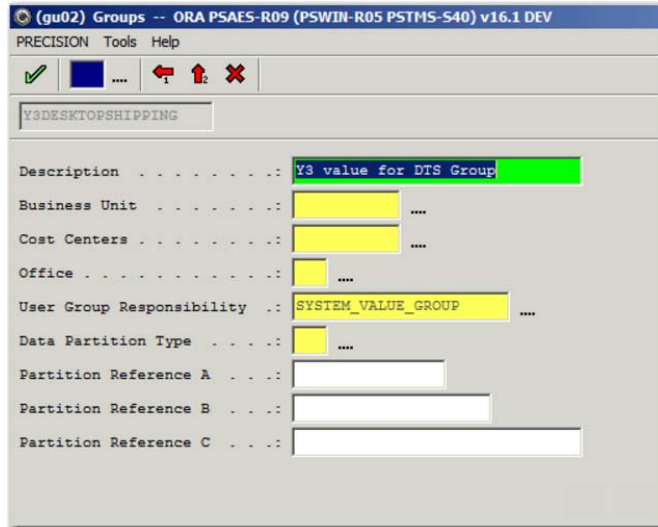 (gu02) Groups -- ORA PSAES-R09 (PSWIN-R05 PSTMS-S40) v16.1 DEV
PRECISION Tools Help
.... 1 2
Y3DESKTOPSHIPPING
Description . . . . . . . .: Y3 value for DTS Group
Business Unit . . . . . . .: ....
Cost Centers . . . . . . . .: ....
Office . . . . . . . . . . .: ....
User Group Responsibility .: SYSTEM_VALUE_GROUP ....
Data Partition Type . . . .: ....
Partition Reference A . . .:
Partition Reference B . . .:
Partition Reference C . . .: